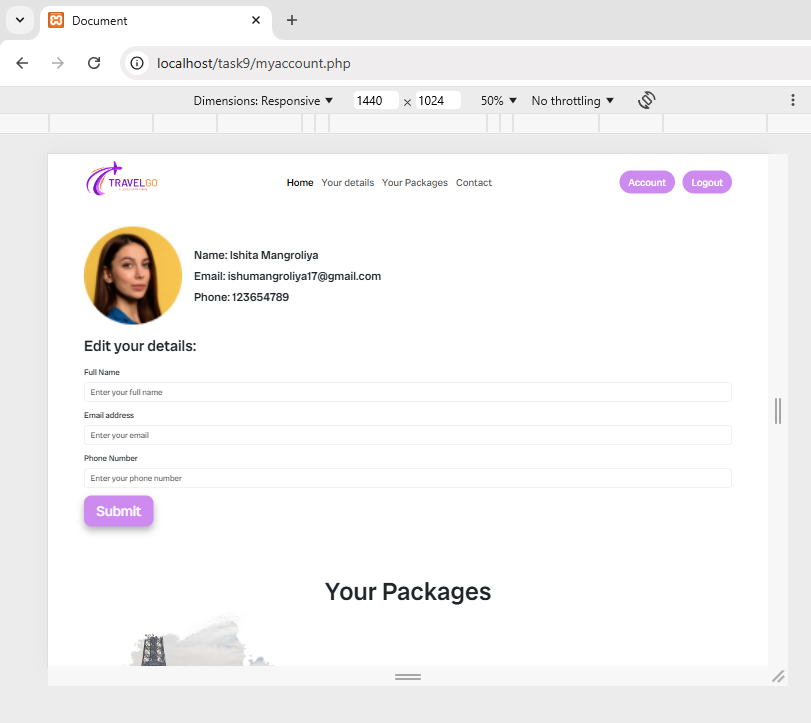 Document
localhost/task9/myaccount.php
Dimensions: Responsive 1440 × 1024 50% No throttling
TRAVELGO
Home Your details Your Packages Contact Account Logout
Name: Ishita Mangroliya
Email: ishumangroliya17@gmail.com
Phone: 123654789
Edit your details:
Full Name
Enter your full name
Email address
Enter your email
Phone Number
Enter your phone number
Submit
Your Packages